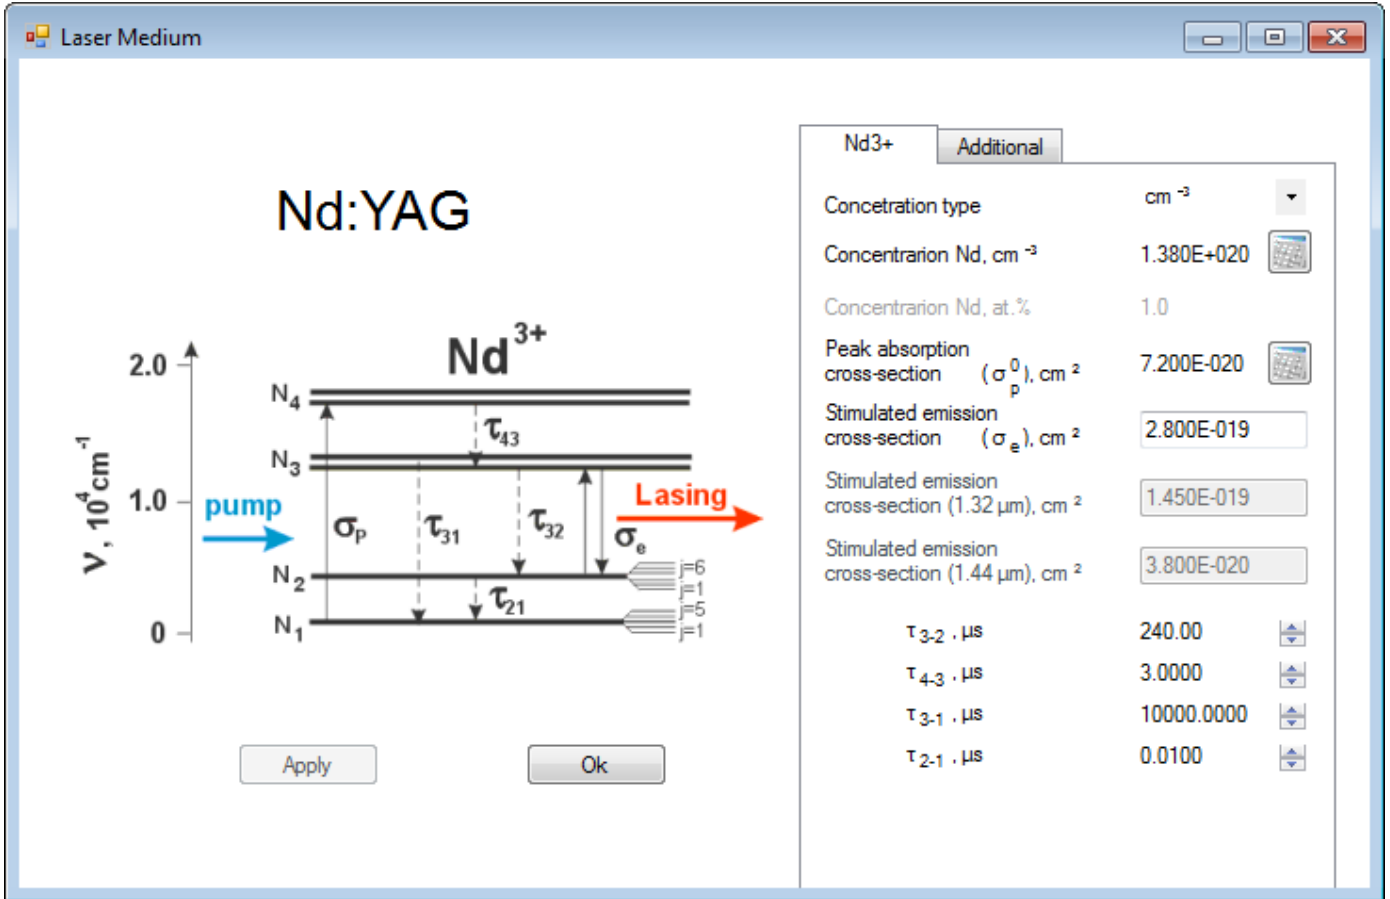 Laser Medium
Nd:YAG
Nd³⁺
ν, 10⁴cm⁻¹
2.0
1.0
0
N₄
N₃
N₂
N₁
τ₄₃
pump
σₚ
τ₃₁
τ₃₂
σₑ
Lasing
j=6
j=1
τ₂₁
j=5
j=1
Apply
Ok
Nd3+
Additional
Concetration type
cm ⁻³
Concentrarion Nd, cm ⁻³
1.380E+020
Concentrarion Nd, at.%
1.0
Peak absorption
cross-section (σ⁰ₚ), cm ²
7.200E-020
Stimulated emission
cross-section (σₑ), cm ²
2.800E-019
Stimulated emission
cross-section (1.32 μm), cm ²
1.450E-019
Stimulated emission
cross-section (1.44 μm), cm ²
3.800E-020
τ₃₋₂ , μs 240.00
τ₄₋₃ , μs 3.0000
τ₃₋₁ , μs 10000.0000
τ₂₋₁ , μs 0.0100